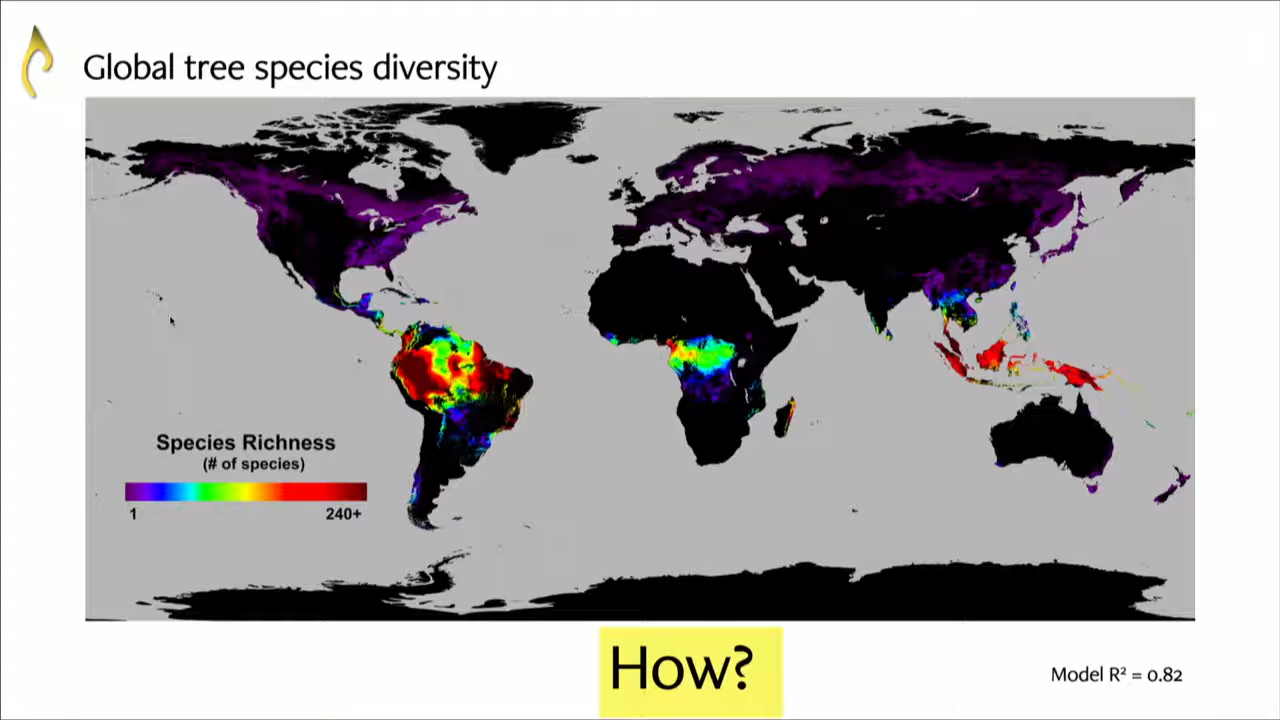 Global tree species diversity
Species Richness
(# of species)
1 240+
How?
Model R² = 0.82